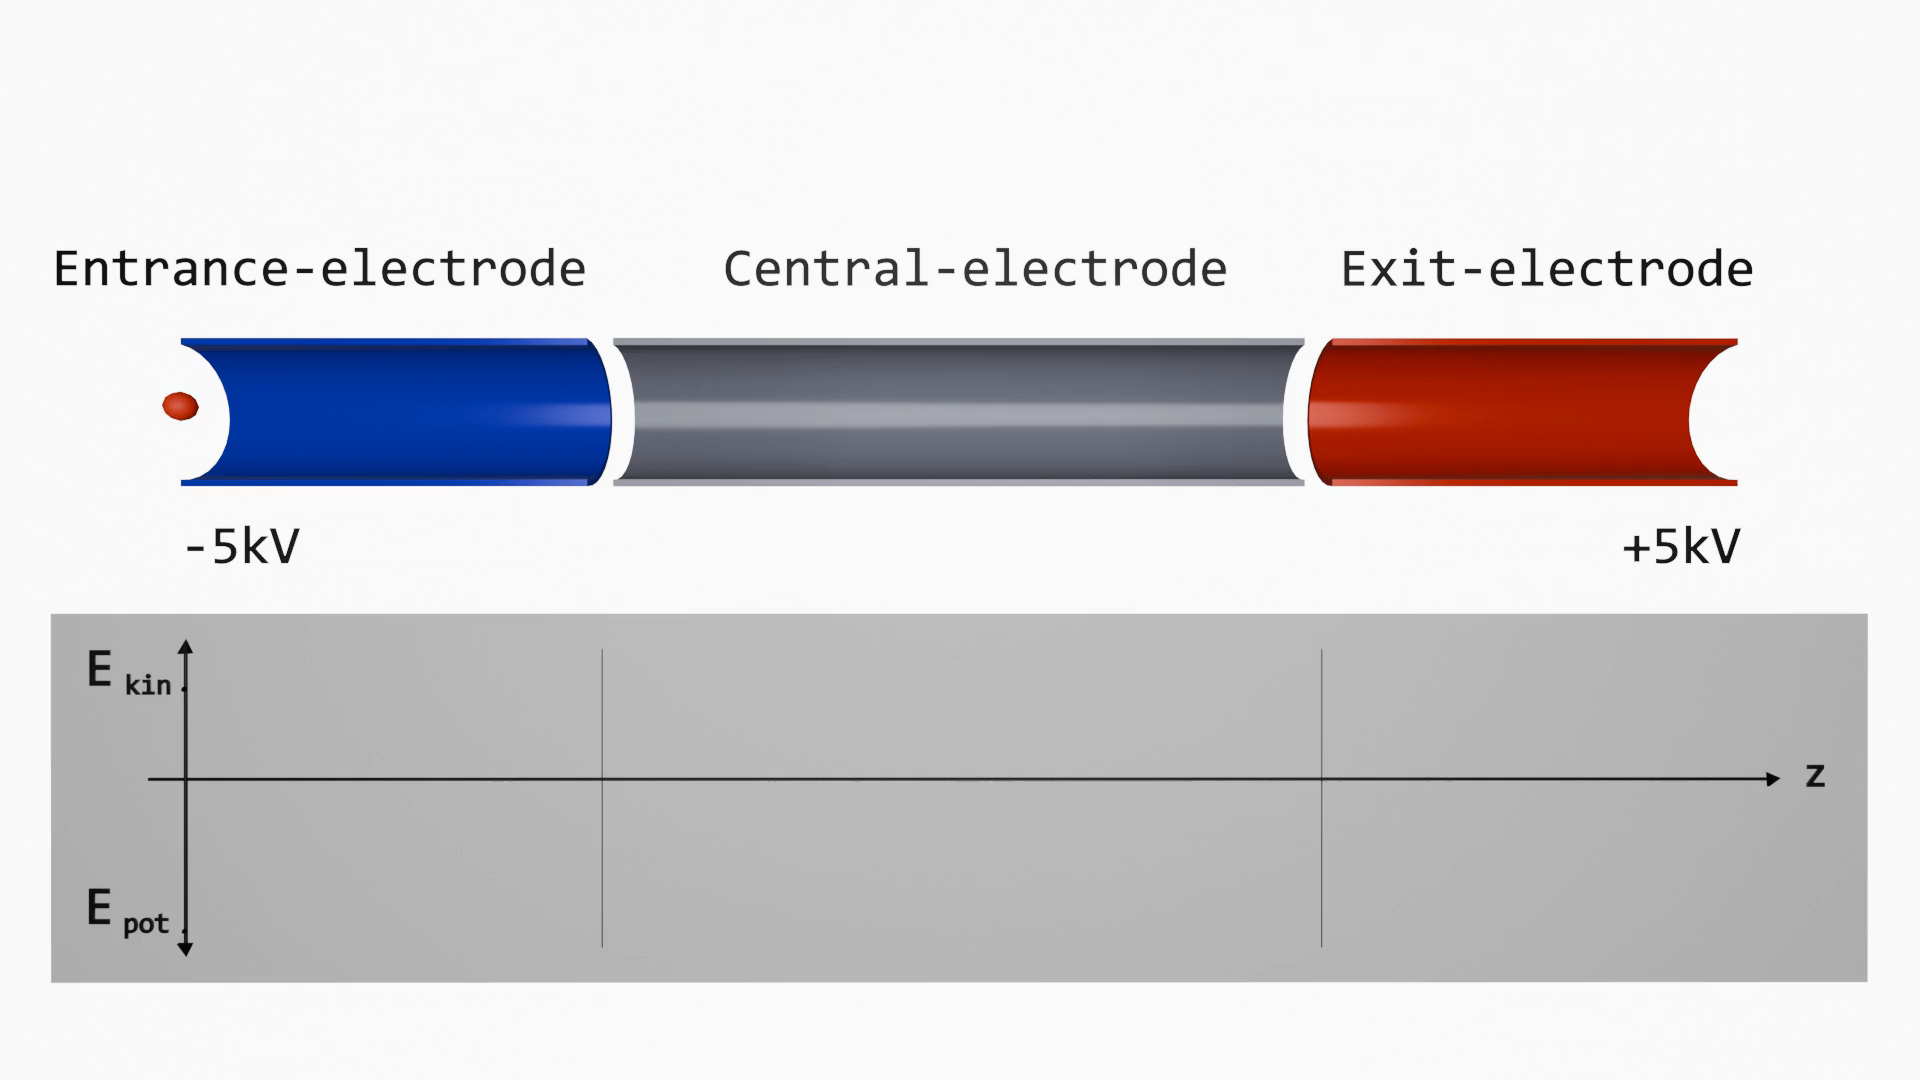 Entrance-electrode Central-electrode Exit-electrode
-5kV +5kV
E kin
z
E pot